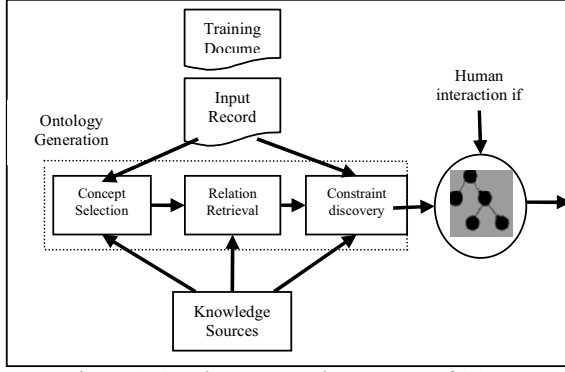 Training
Docume
Input
Record
Human
interaction if
Ontology
Generation
Concept
Selection
Relation
Retrieval
Constraint
discovery
Knowledge
Sources